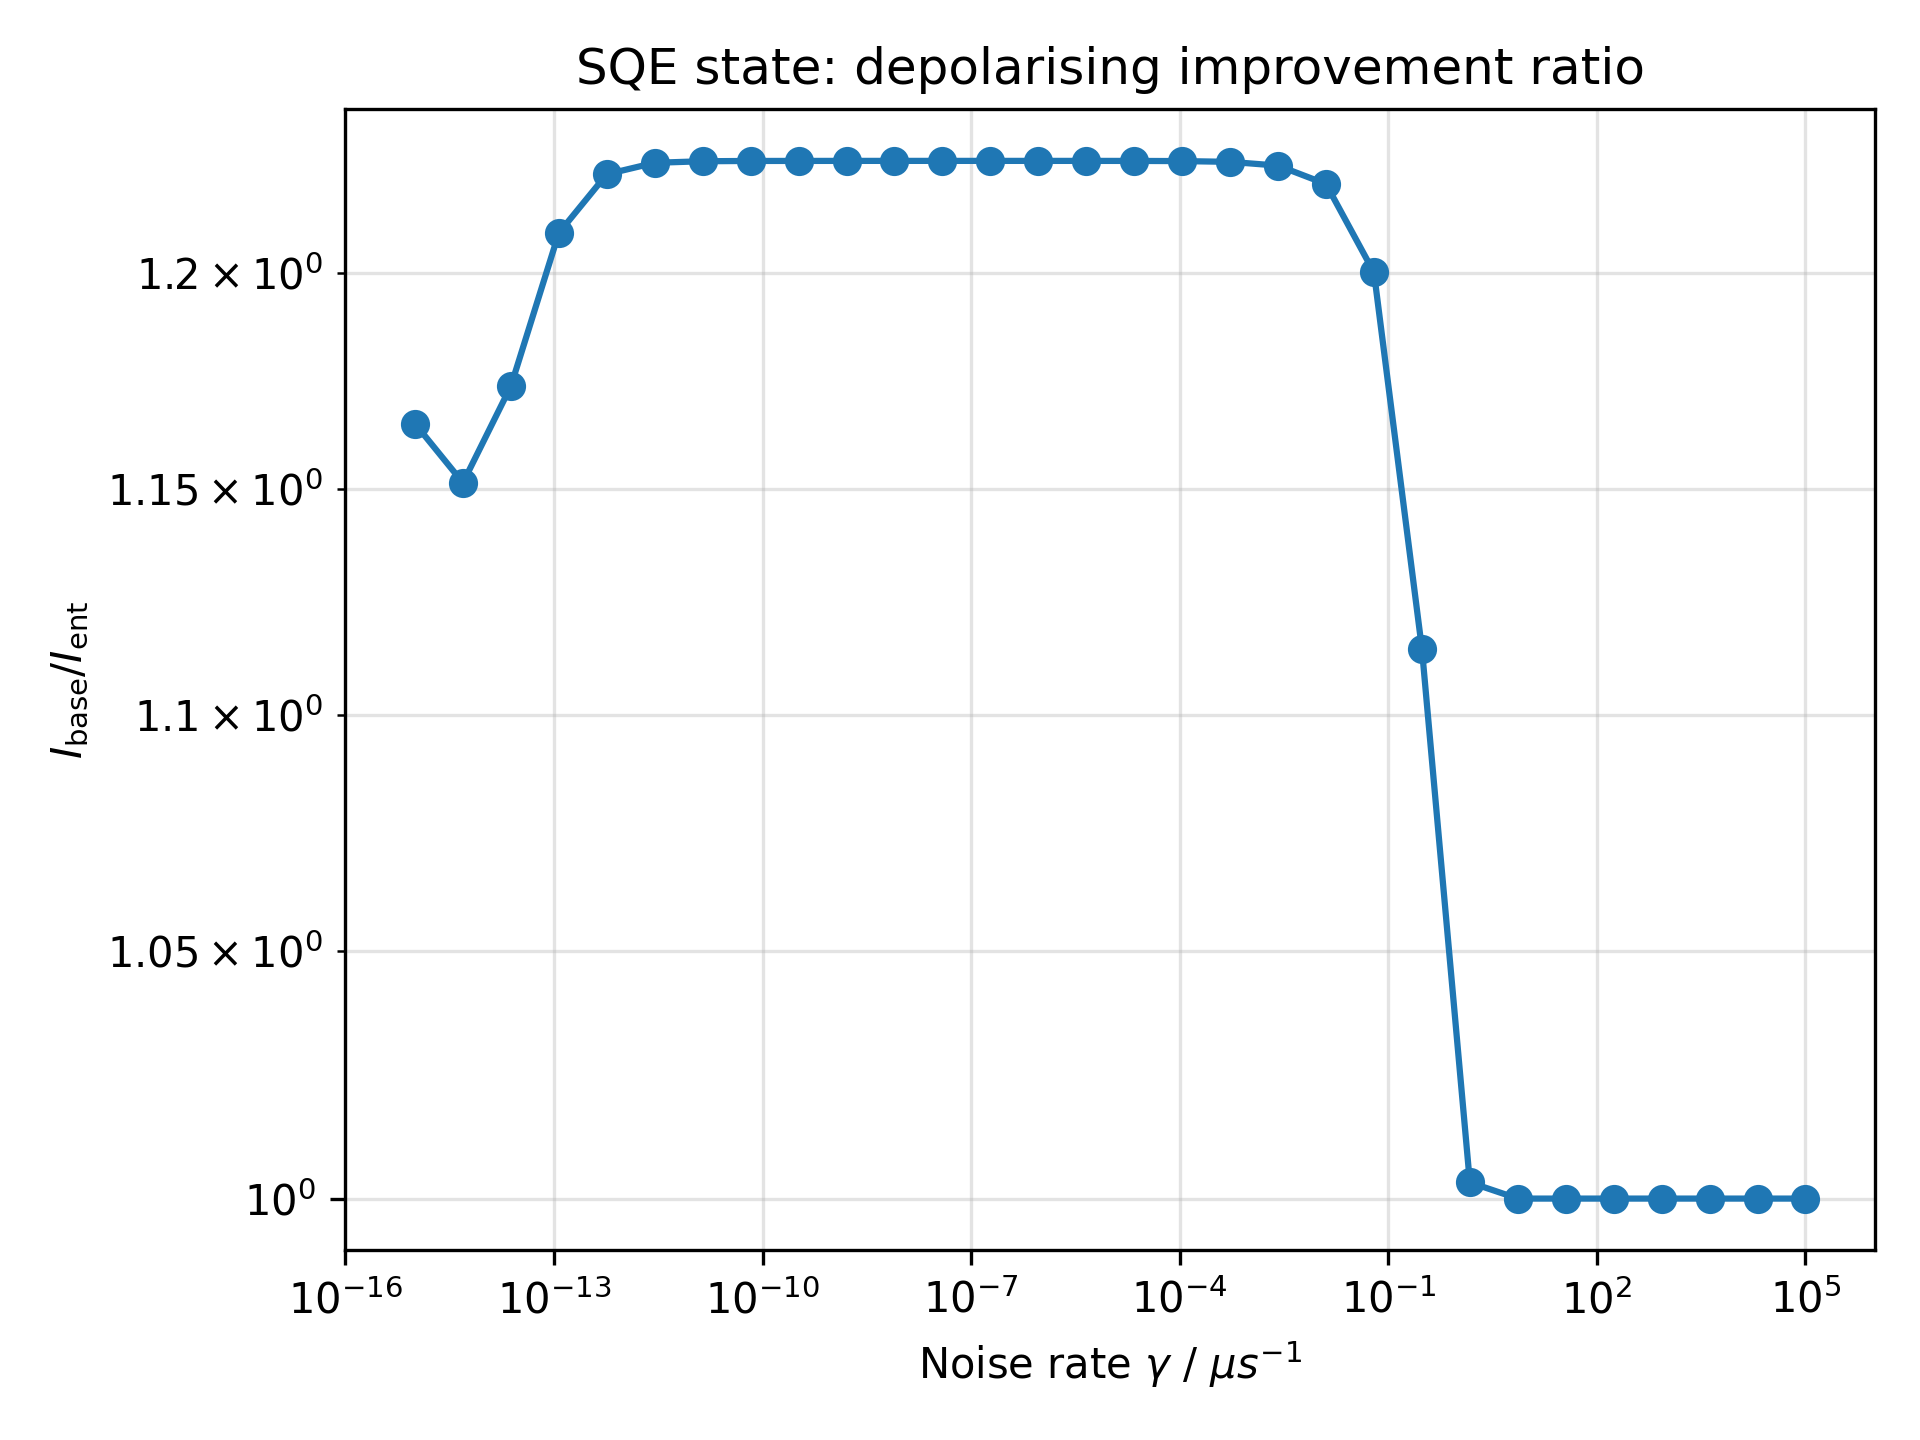 SQE state: depolarising improvement ratio
1.2 × 10⁰
1.15 × 10⁰
1.1 × 10⁰
1.05 × 10⁰
10⁰
I_base/I_ent
10⁻¹⁶ 10⁻¹³ 10⁻¹⁰ 10⁻⁷ 10⁻⁴ 10⁻¹ 10² 10⁵
Noise rate γ / μs⁻¹